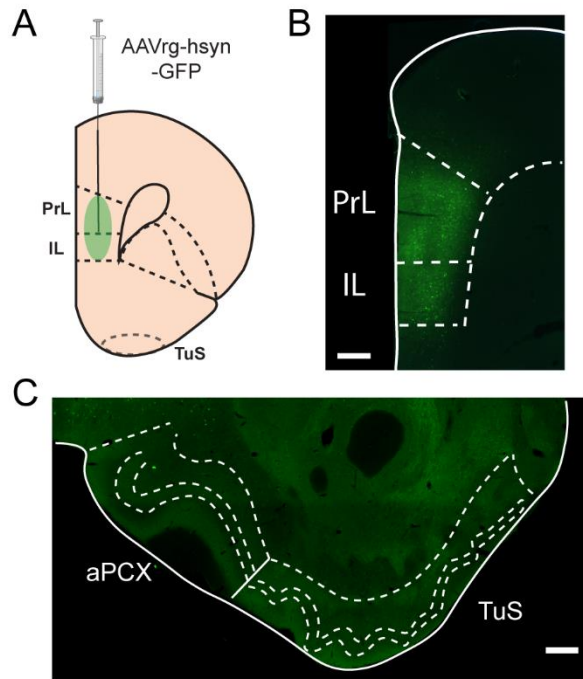 A
AAVrg-hsyn
-GFP
PrL
IL
TuS
B
PrL
IL
C
aPCX
TuS